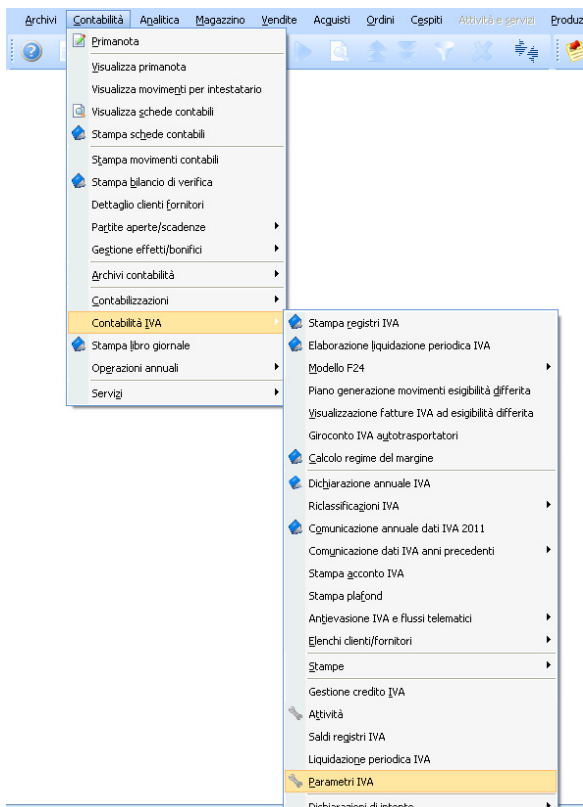 Archivi Contabilità Analitica Magazzino Vendite Acquisti Ordini Cespiti Attività e servizi Produz
Primanota
Visualizza primanota
Visualizza movimenti per intestatario
Visualizza schede contabili
Stampa schede contabili
Stampa movimenti contabili
Stampa bilancio di verifica
Dettaglio clienti fornitori
Partite aperte/scadenze
Gestione effetti/bonifici
Archivi contabilità
Contabilizzazioni
Contabilità IVA
Stampa libro giornale
Operazioni annuali
Servizi
Stampa registri IVA
Elaborazione liquidazione periodica IVA
Modello F24
Piano generazione movimenti esigibilità differita
Visualizzazione fatture IVA ad esigibilità differita
Giroconto IVA autotrasportatori
Calcolo regime del margine
Dichiarazione annuale IVA
Riclassificazioni IVA
Comunicazione annuale dati IVA 2011
Comunicazione dati IVA anni precedenti
Stampa acconto IVA
Stampa plafond
Antievasione IVA e flussi telematici
Elenchi clienti/fornitori
Stampe
Gestione credito IVA
Attività
Saldi registri IVA
Liquidazione periodica IVA
Parametri IVA
Dichiarazioni di intento